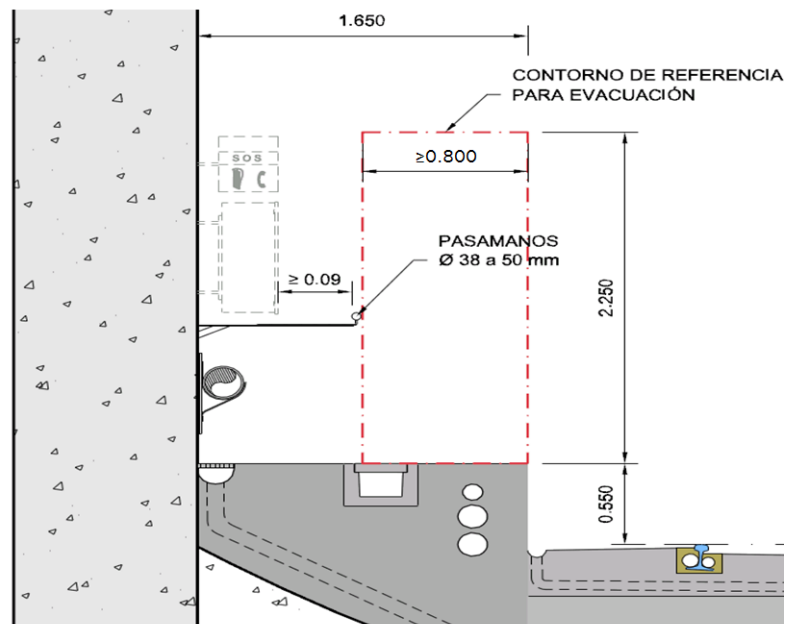 1.650
CONTORNO DE REFERENCIA
PARA EVACUACIÓN
≥0.800
SOS
PASAMANOS
Ø 38 a 50 mm
≥ 0.09
2.250
0.550